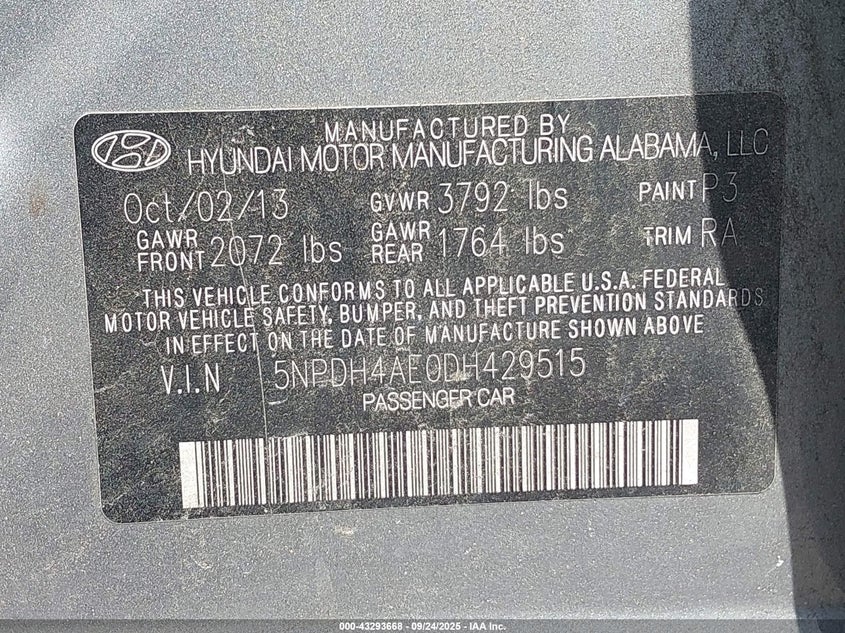 MANUFACTURED BY
HYUNDAI MOTOR MANUFACTURING ALABAMA, LLC
Oct/02/13 GVWR 3792 lbs PAINT P3
GAWR FRONT 2072 lbs GAWR REAR 1764 lbs TRIM RA
THIS VEHICLE CONFORMS TO ALL APPLICABLE U.S.A. FEDERAL
MOTOR VEHICLE SAFETY, BUMPER, AND THEFT PREVENTION STANDARDS
IN EFFECT ON THE DATE OF MANUFACTURE SHOWN ABOVE
V.I.N 5NPDH4AE0DH429515
PASSENGER CAR
000-43293668 - 09/24/2025 - IAA Inc.